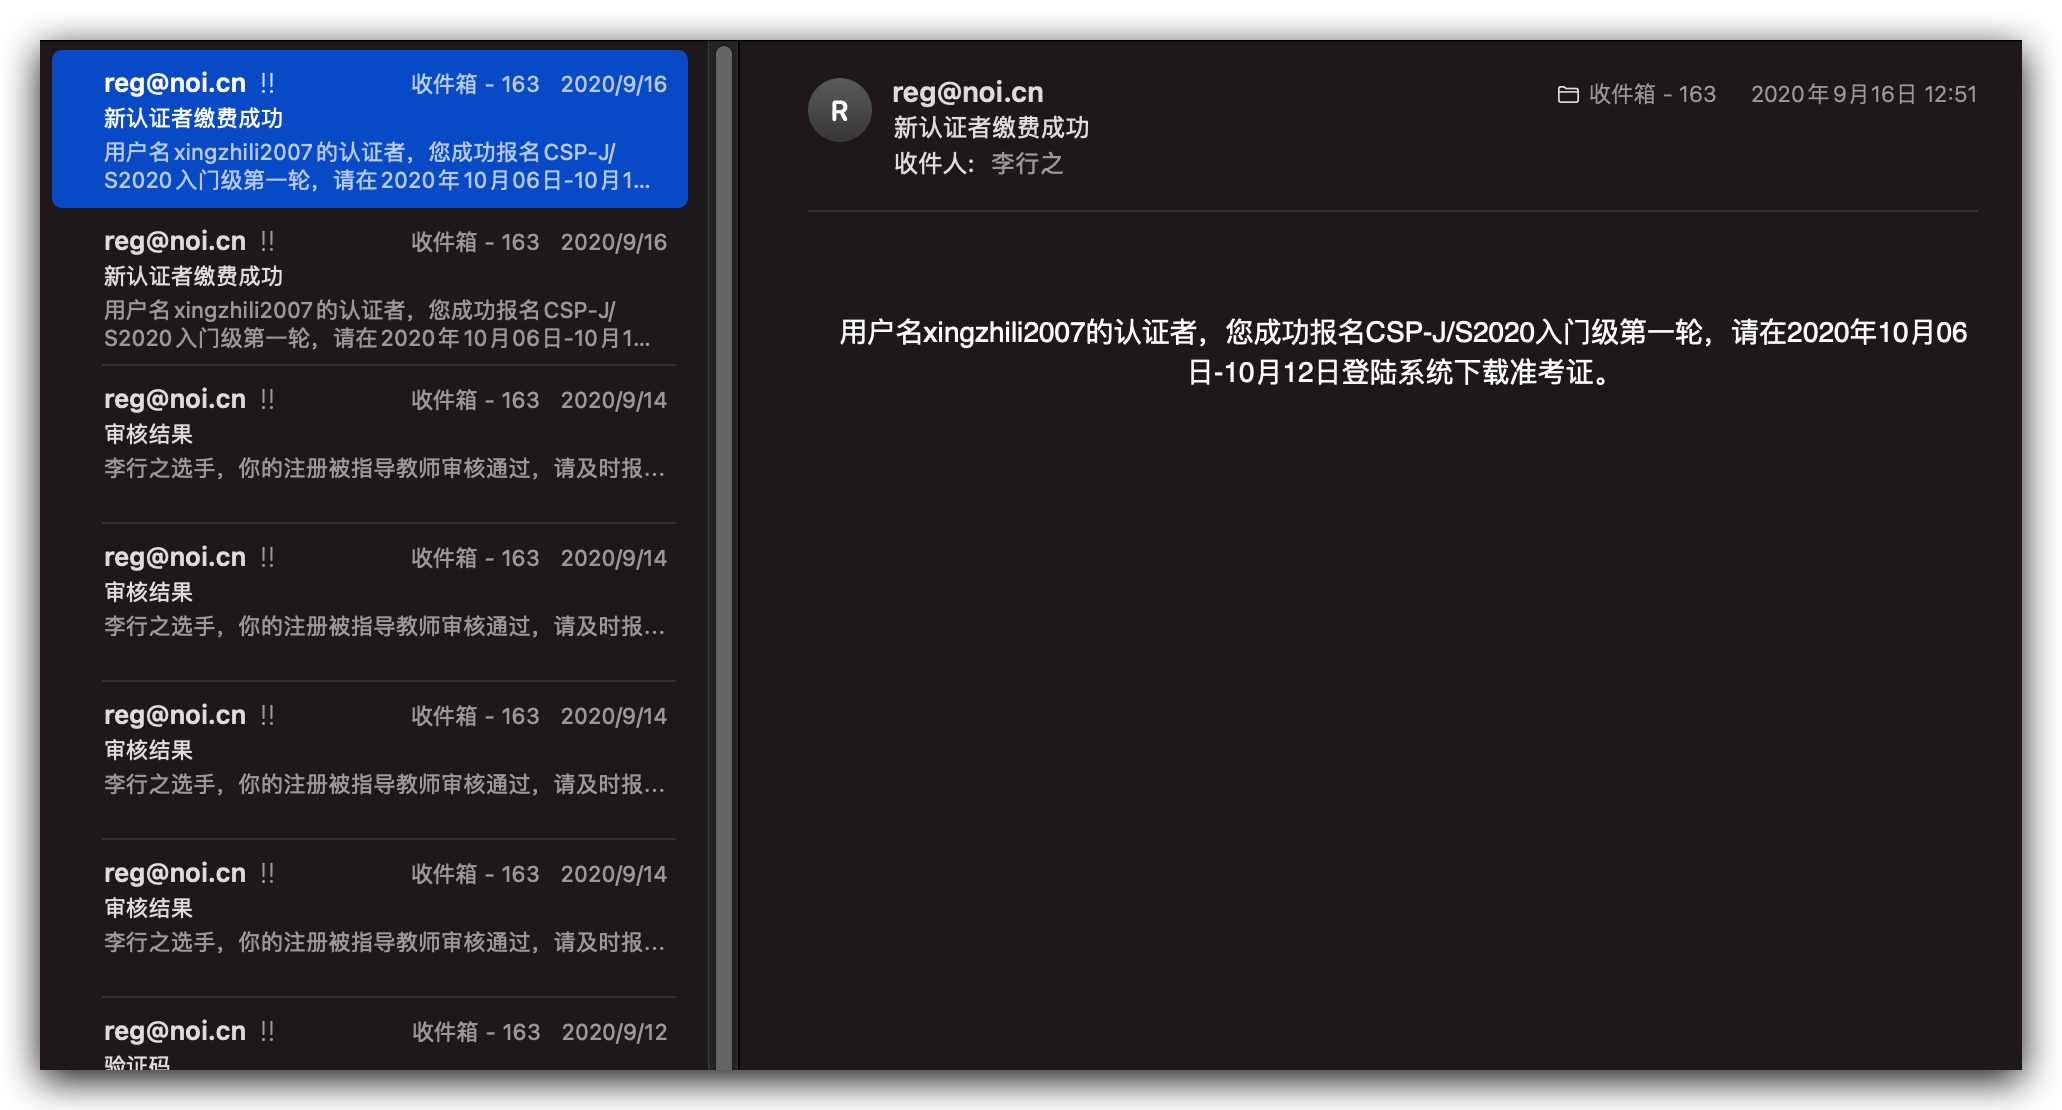 reg@noi.cn !! 收件箱 - 163 2020/9/16
新认证者缴费成功
用户名xingzhili2007的认证者，您成功报名CSP-J/
S2020入门级第一轮，请在2020年10月06日-10月1...
reg@noi.cn !! 收件箱 - 163 2020/9/16
新认证者缴费成功
用户名xingzhili2007的认证者，您成功报名CSP-J/
S2020入门级第一轮，请在2020年10月06日-10月1...
reg@noi.cn !! 收件箱 - 163 2020/9/14
审核结果
李行之选手，你的注册被指导教师审核通过，请及时报...
reg@noi.cn !! 收件箱 - 163 2020/9/14
审核结果
李行之选手，你的注册被指导教师审核通过，请及时报...
reg@noi.cn !! 收件箱 - 163 2020/9/14
审核结果
李行之选手，你的注册被指导教师审核通过，请及时报...
reg@noi.cn !! 收件箱 - 163 2020/9/14
审核结果
李行之选手，你的注册被指导教师审核通过，请及时报...
reg@noi.cn !! 收件箱 - 163 2020/9/12
验证码
R
reg@noi.cn 收件箱 - 163 2020年9月16日 12:51
新认证者缴费成功
收件人：李行之
用户名xingzhili2007的认证者，您成功报名CSP-J/S2020入门级第一轮，请在2020年10月06
日-10月12日登陆系统下载准考证。